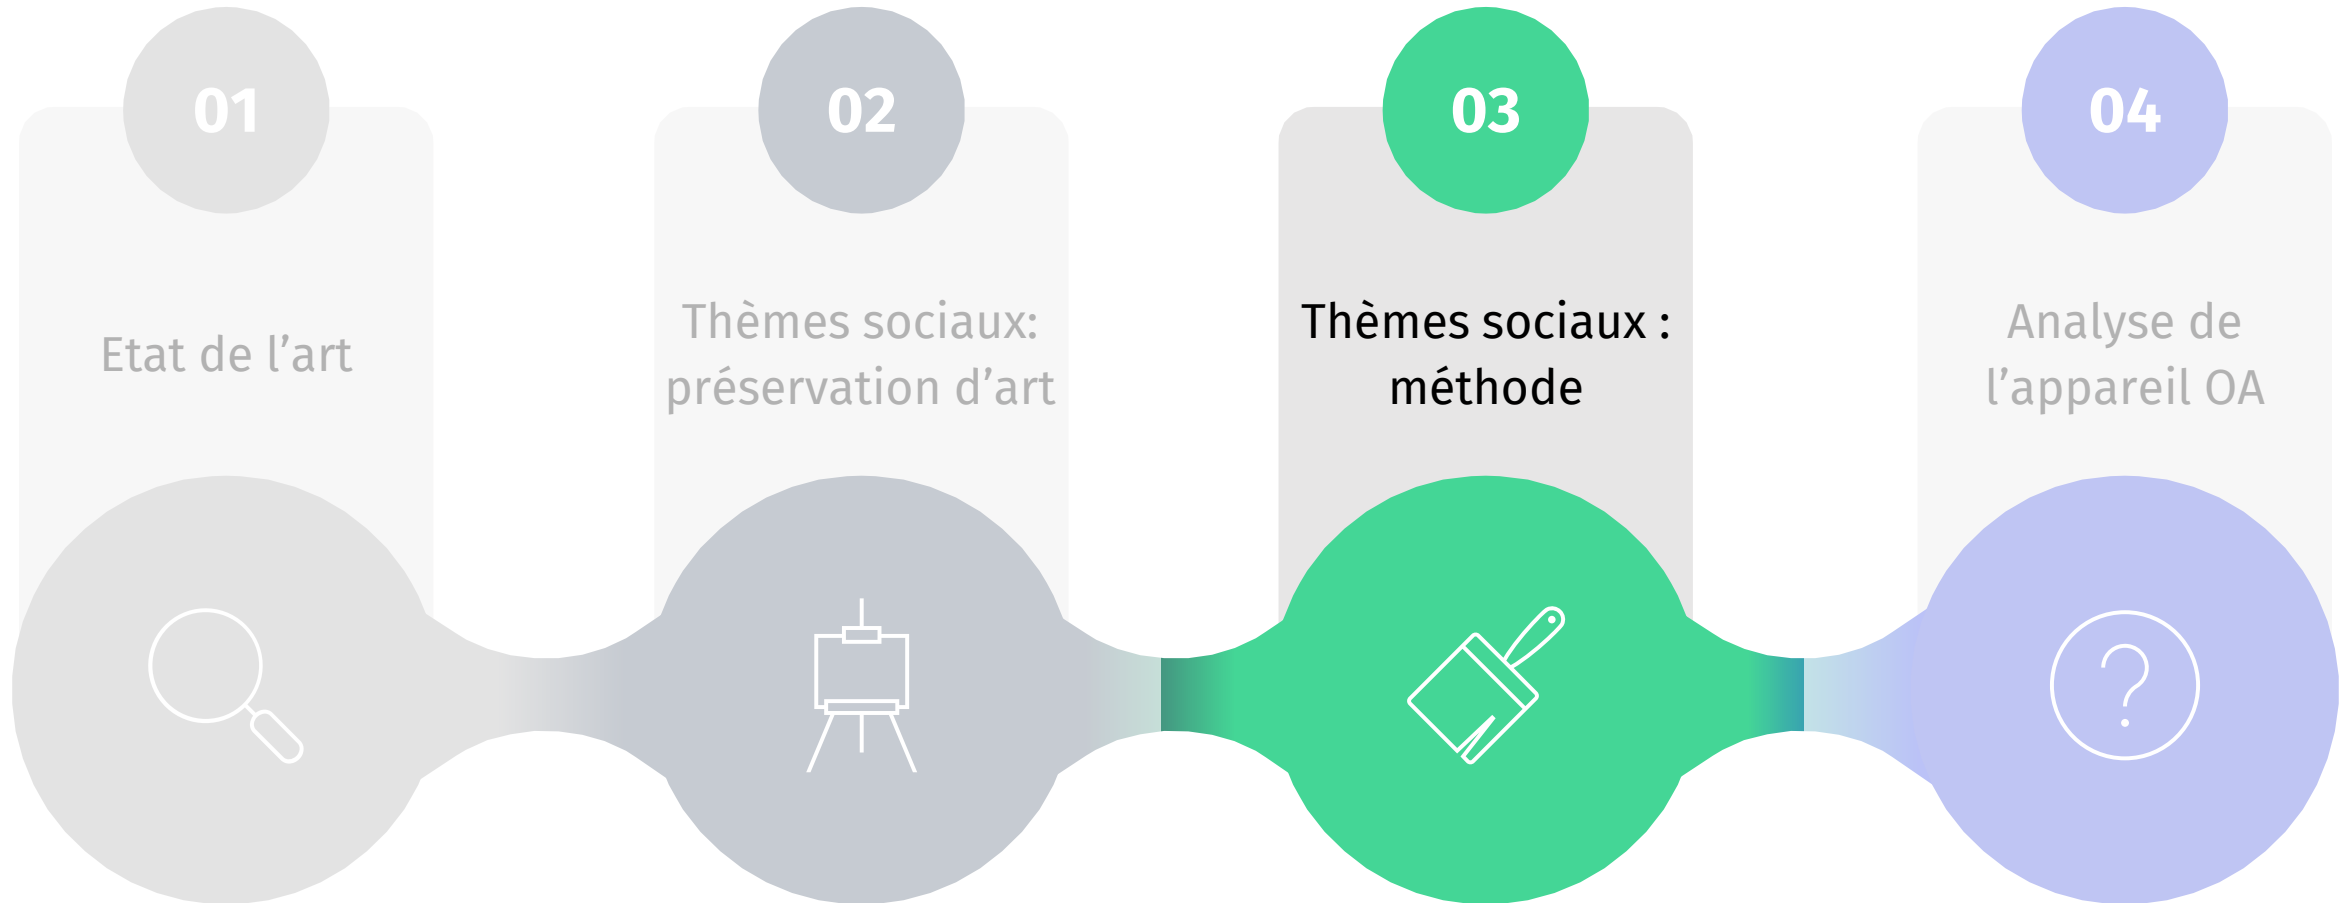 01
Etat de l’art
02
Thèmes sociaux:
préservation d’art
03
Thèmes sociaux :
méthode
04
Analyse de
l’appareil OA